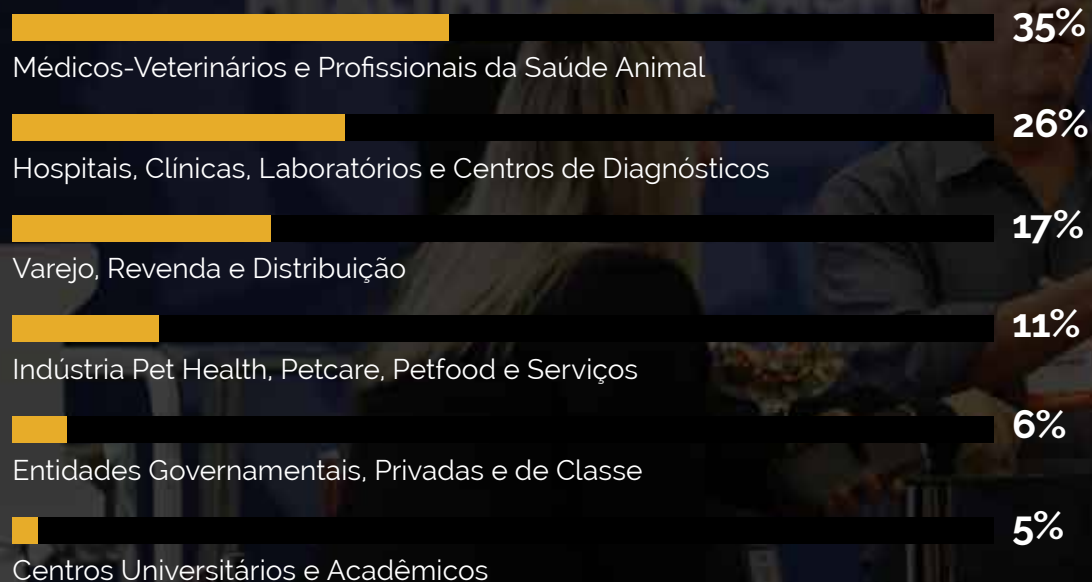 35%
Médicos-Veterinários e Profissionais da Saúde Animal
26%
Hospitais, Clínicas, Laboratórios e Centros de Diagnósticos
17%
Varejo, Revenda e Distribuição
11%
Indústria Pet Health, Petcare, Petfood e Serviços
6%
Entidades Governamentais, Privadas e de Classe
5%
Centros Universitários e Acadêmicos